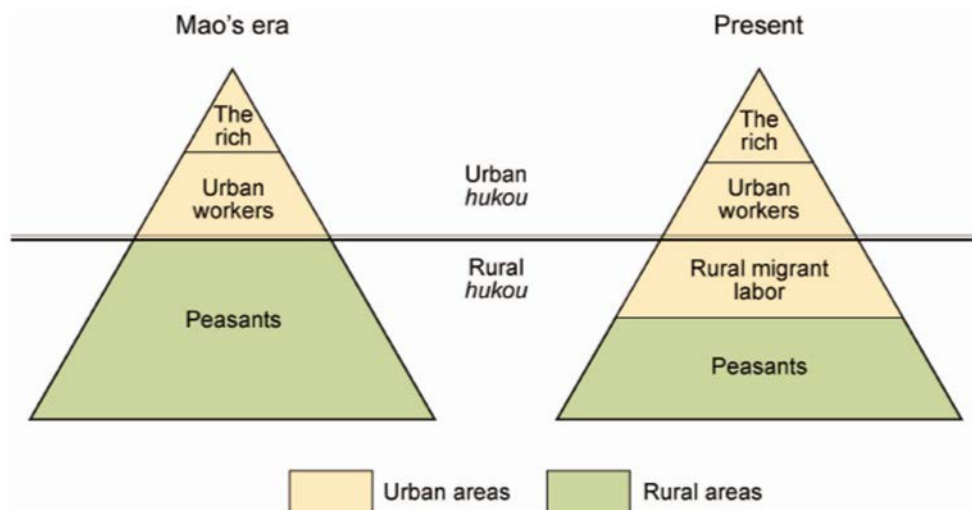 Mao's era
Present
The
rich
Urban
workers
Peasants
Urban
hukou
Rural
hukou
The
rich
Urban
workers
Rural migrant
labor
Peasants
Urban areas
Rural areas